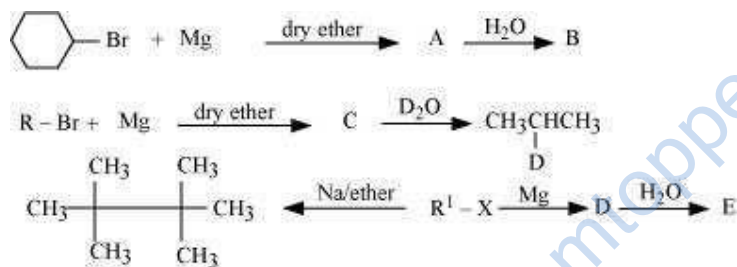 Br + Mg dry ether A H₂O B
R – Br + Mg dry ether C D₂O CH₃CHCH₃
D
CH₃ CH₃
CH₃ CH₃ Na/ether R¹ – X Mg D H₂O E
CH₃ CH₃